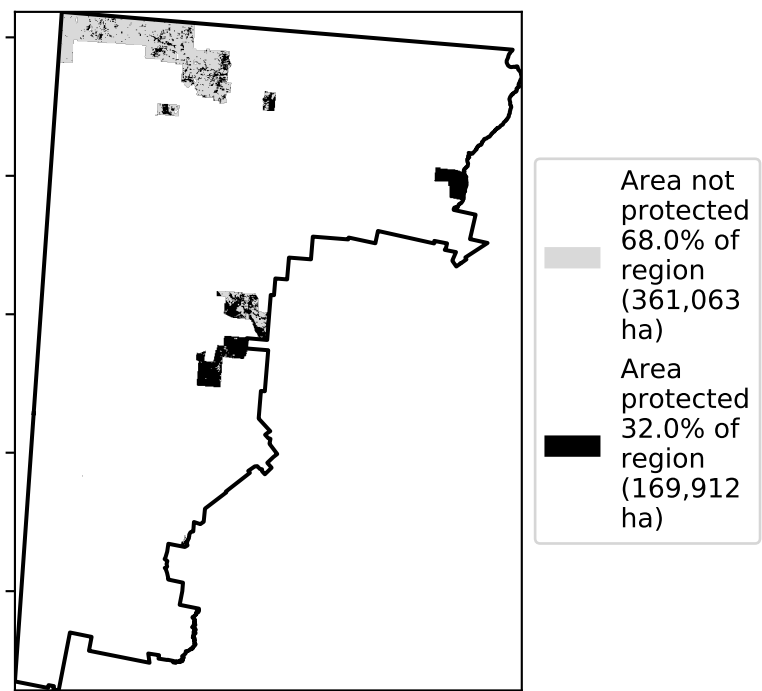 Area not
protected
68.0% of
region
(361,063
ha)
Area
protected
32.0% of
region
(169,912
ha)